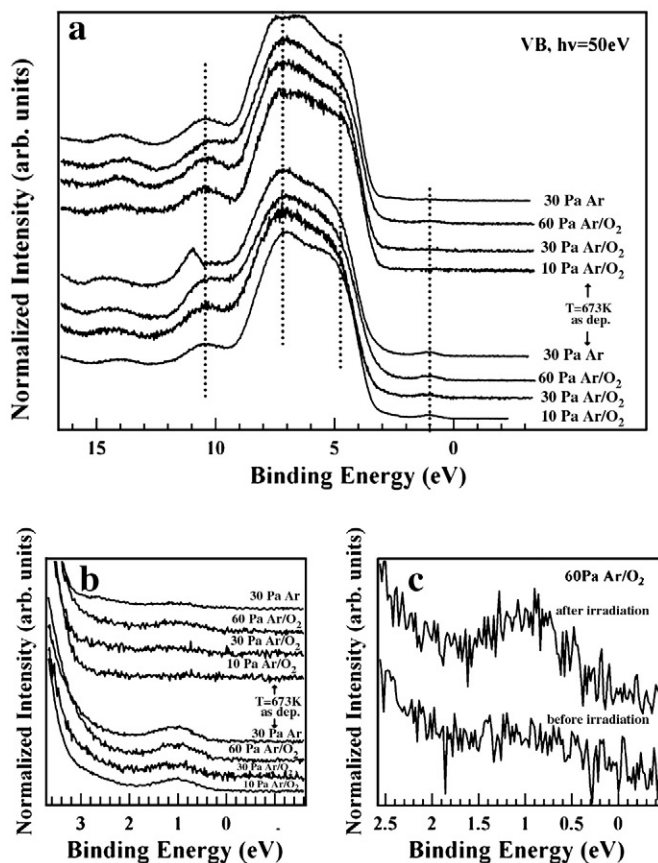 a
VB, hν=50eV
Normalized Intensity (arb. units)
30 Pa Ar
60 Pa Ar/O2
30 Pa Ar/O2
10 Pa Ar/O2
T=673K
as dep.
30 Pa Ar
60 Pa Ar/O2
30 Pa Ar/O2
10 Pa Ar/O2
15 10 5 0
Binding Energy (eV)
b
Normalized Intensity (arb. units)
30 Pa Ar
60 Pa Ar/O2
30 Pa Ar/O2
10 Pa Ar/O2
T=673K
as dep.
30 Pa Ar
60 Pa Ar/O2
30 Pa Ar/O2
10 Pa Ar/O2
3 2 1 0 -
Binding Energy (eV)
c
60Pa Ar/O2
Normalized Intensity (arb. units)
after irradiation
before irradiation
2.5 2 1.5 1 0.5 0
Binding Energy (eV)